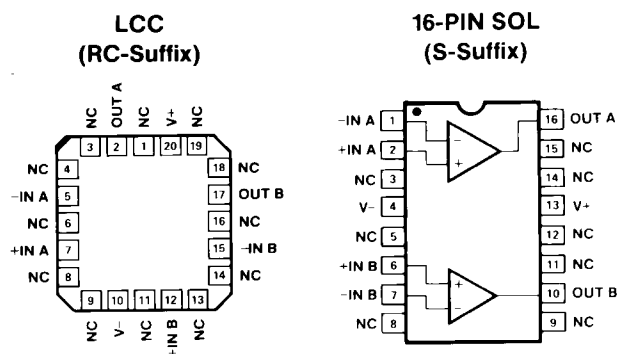 LCC
(RC-Suffix)
NC
OUT A
NC
V+
NC
3
2
1
20
19
NC 4
18 NC
-IN A 5
17 OUT B
NC 6
16 NC
+IN A 7
15 -IN B
NC 8
14 NC
9
10
11
12
13
NC
V-
NC
+IN B
NC
16-PIN SOL
(S-Suffix)
-IN A 1
16 OUT A
+IN A 2
15 NC
NC 3
14 NC
V- 4
13 V+
NC 5
12 NC
+IN B 6
11 NC
-IN B 7
10 OUT B
NC 8
9 NC
-
+
+
-